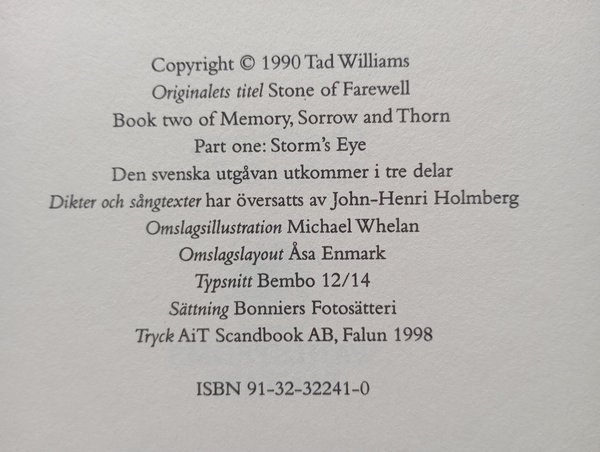 Copyright © 1990 Tad Williams
Originalets titel Stone of Farewell
Book two of Memory, Sorrow and Thorn
Part one: Storm's Eye
Den svenska utgåvan utkommer i tre delar
Dikter och sångtexter har översatts av John-Henri Holmberg
Omslagsillustration Michael Whelan
Omslagslayout Åsa Enmark
Typsnitt Bembo 12/14
Sättning Bonniers Fotosätteri
Tryck AiT Scandbook AB, Falun 1998
ISBN 91-32-32241-0